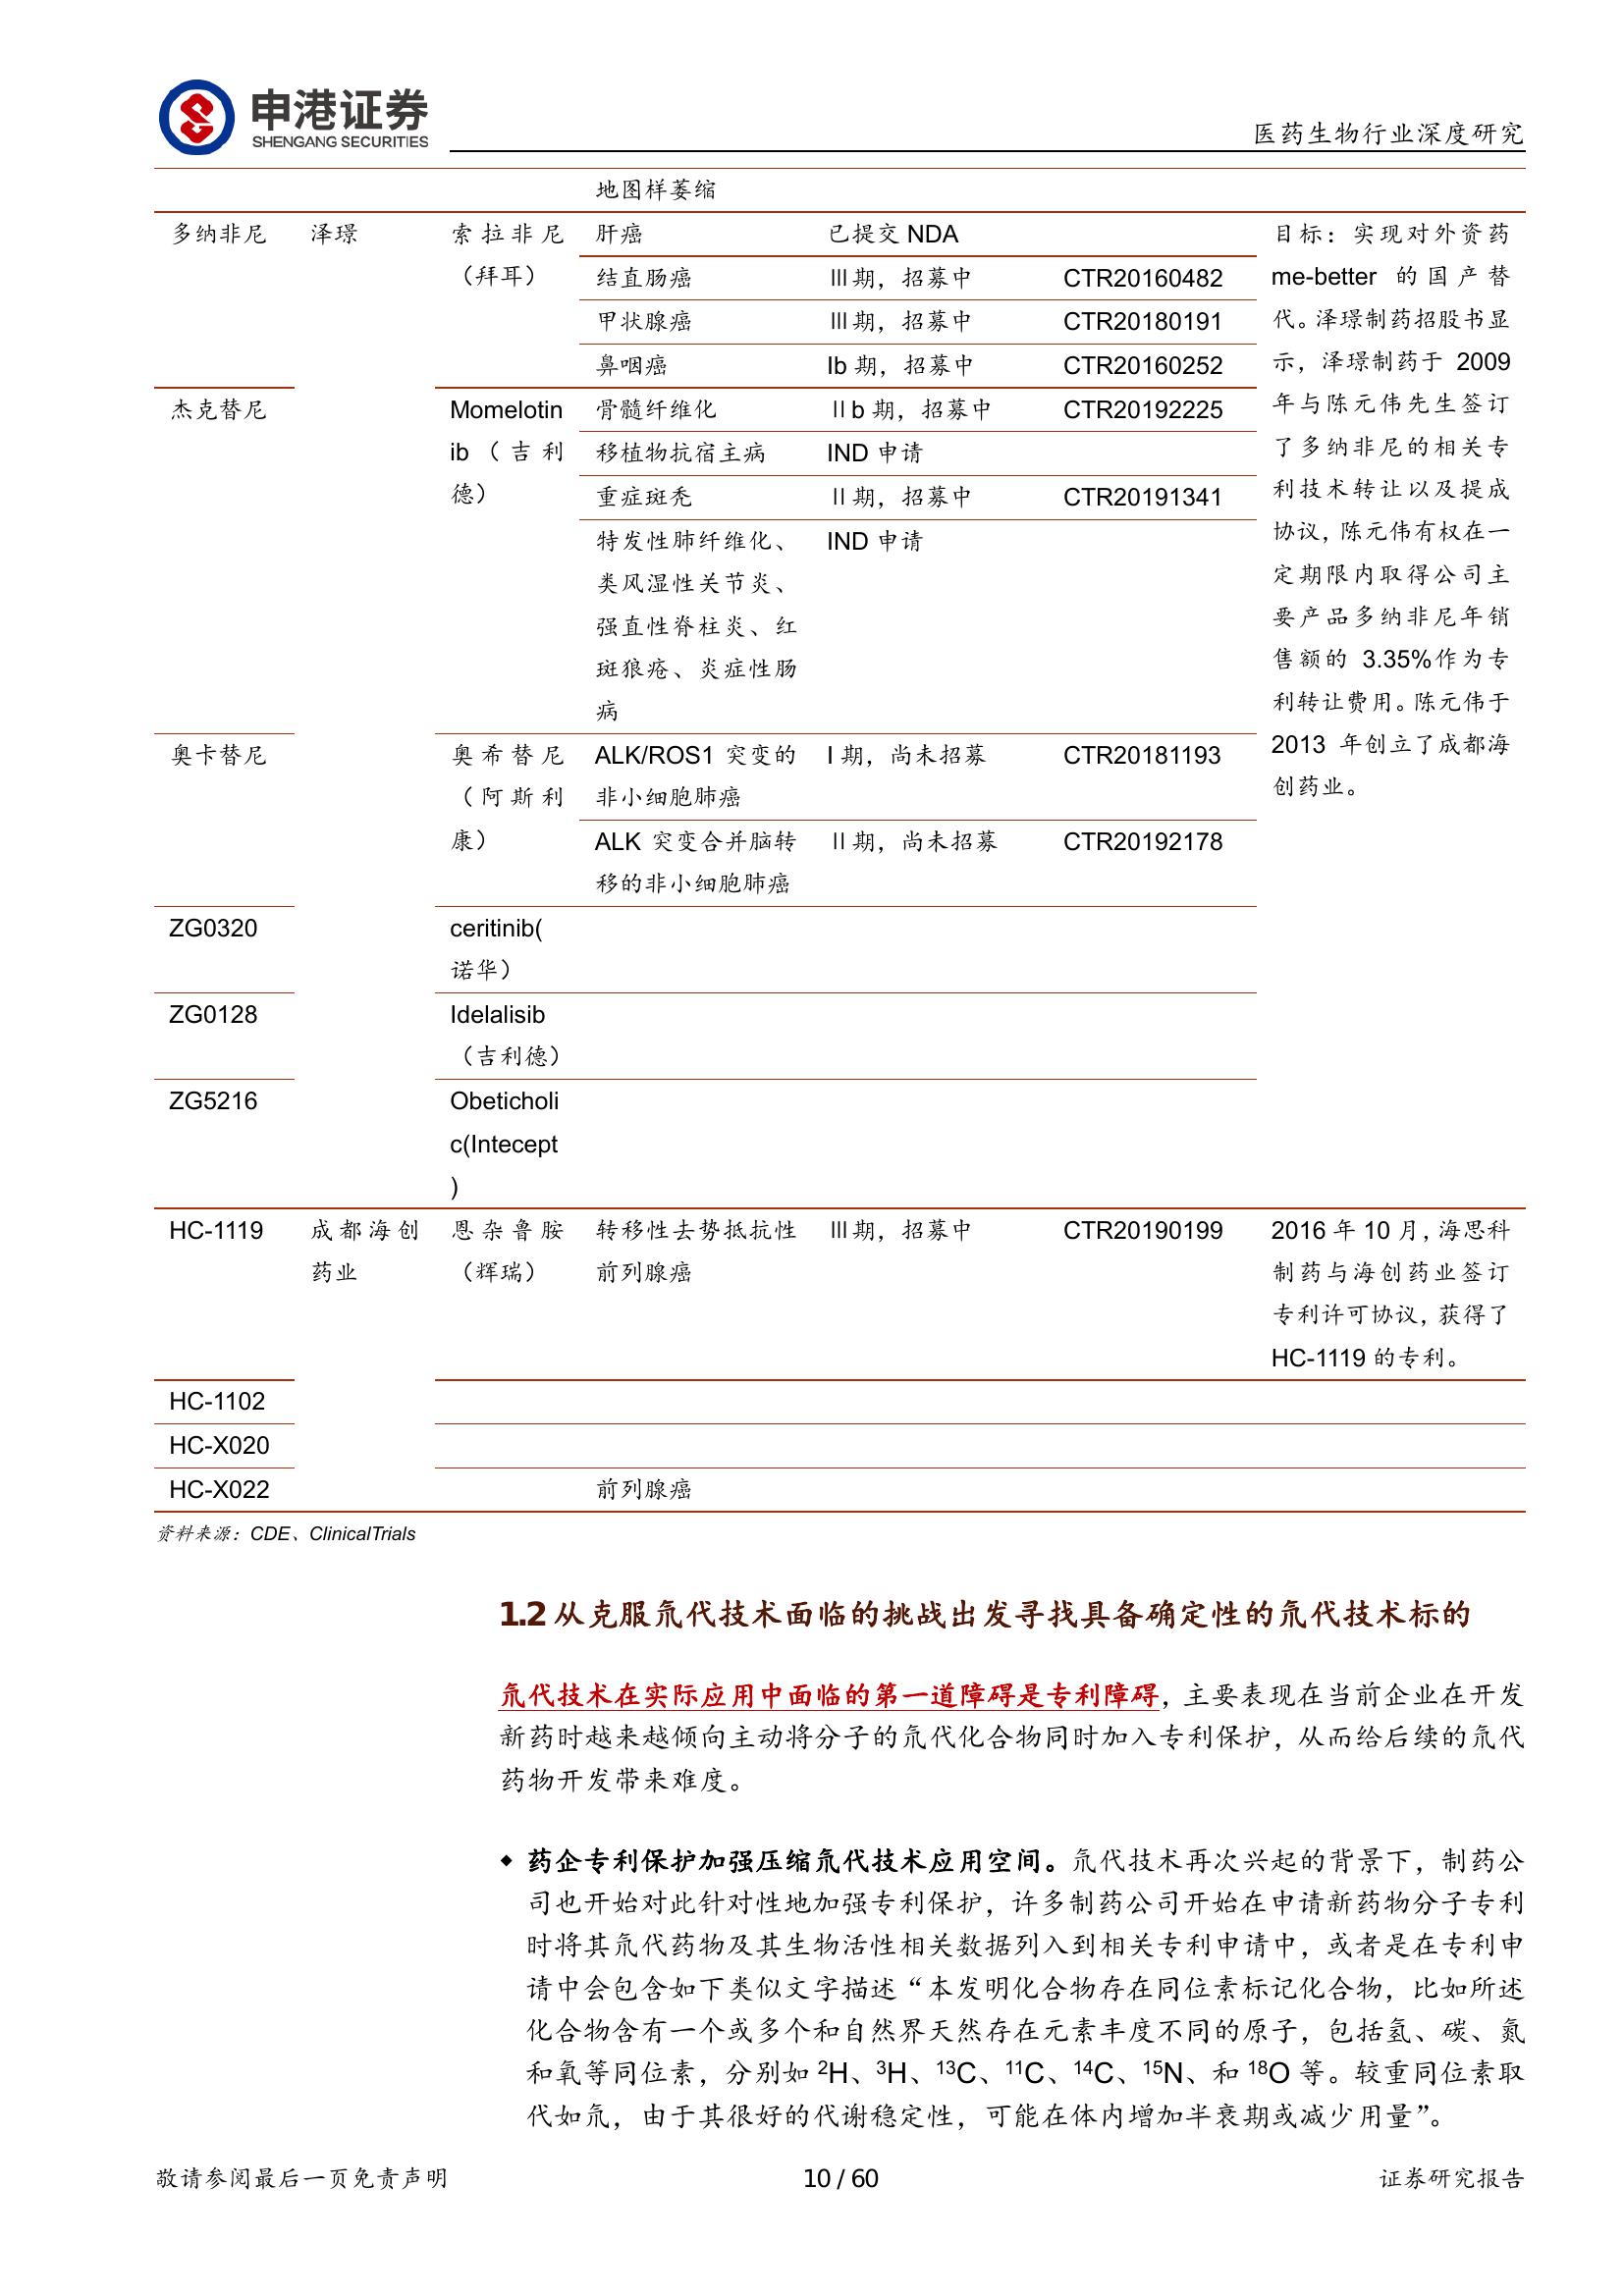 申港证券
SHENGANG SECURITIES
医药生物行业深度研究
地图样萎缩
多纳非尼 泽璟 索拉非尼 肝癌 已提交 NDA 目标：实现对外资药
（拜耳） 结直肠癌 Ⅲ期，招募中 CTR20160482 me-better 的国产替
甲状腺癌 Ⅲ期，招募中 CTR20180191 代。泽璟制药招股书显
鼻咽癌 Ib 期，招募中 CTR20160252 示，泽璟制药于 2009
杰克替尼 Momelotin 骨髓纤维化 Ⅱb 期，招募中 CTR20192225 年与陈元伟先生签订
ib（吉利 移植物抗宿主病 IND 申请 了多纳非尼的相关专
德） 重症斑秃 Ⅱ期，招募中 CTR20191341 利技术转让以及提成
特发性肺纤维化、 IND 申请 协议，陈元伟有权在一
类风湿性关节炎、 定期限内取得公司主
强直性脊柱炎、红 要产品多纳非尼年销
斑狼疮、炎症性肠 售额的 3.35%作为专
病 利转让费用。陈元伟于
奥卡替尼 奥希替尼 ALK/ROS1 突变的 I 期，尚未招募 CTR20181193 2013 年创立了成都海
（阿斯利 非小细胞肺癌 创药业。
康） ALK 突变合并脑转 Ⅱ期，尚未招募 CTR20192178
移的非小细胞肺癌
ZG0320 ceritinib(
诺华）
ZG0128 Idelalisib
（吉利德）
ZG5216 Obeticholi
c(Intecept
)
HC-1119 成都海创 恩杂鲁胺 转移性去势抵抗性 Ⅲ期，招募中 CTR20190199 2016 年 10 月，海思科
药业 （辉瑞） 前列腺癌 制药与海创药业签订
专利许可协议，获得了
HC-1119 的专利。
HC-1102
HC-X020
HC-X022 前列腺癌
资料来源：CDE、ClinicalTrials
1.2 从克服氘代技术面临的挑战出发寻找具备确定性的氘代技术标的
氘代技术在实际应用中面临的第一道障碍是专利障碍，主要表现在当前企业在开发
新药时越来越倾向主动将分子的氘代化合物同时加入专利保护，从而给后续的氘代
药物开发带来难度。
◆ 药企专利保护加强压缩氘代技术应用空间。氘代技术再次兴起的背景下，制药公
司也开始对此针对性地加强专利保护，许多制药公司开始在申请新药物分子专利
时将其氘代药物及其生物活性相关数据列入到相关专利申请中，或者是在专利申
请中会包含如下类似文字描述“本发明化合物存在同位素标记化合物，比如所述
化合物含有一个或多个和自然界天然存在元素丰度不同的原子，包括氢、碳、氮
和氧等同位素，分别如 ²H、³H、¹³C、¹¹C、¹⁴C、¹⁵N、和 ¹⁸O 等。较重同位素取
代如氘，由于其很好的代谢稳定性，可能在体内增加半衰期或减少用量”。
敬请参阅最后一页免责声明 10 / 60 证券研究报告